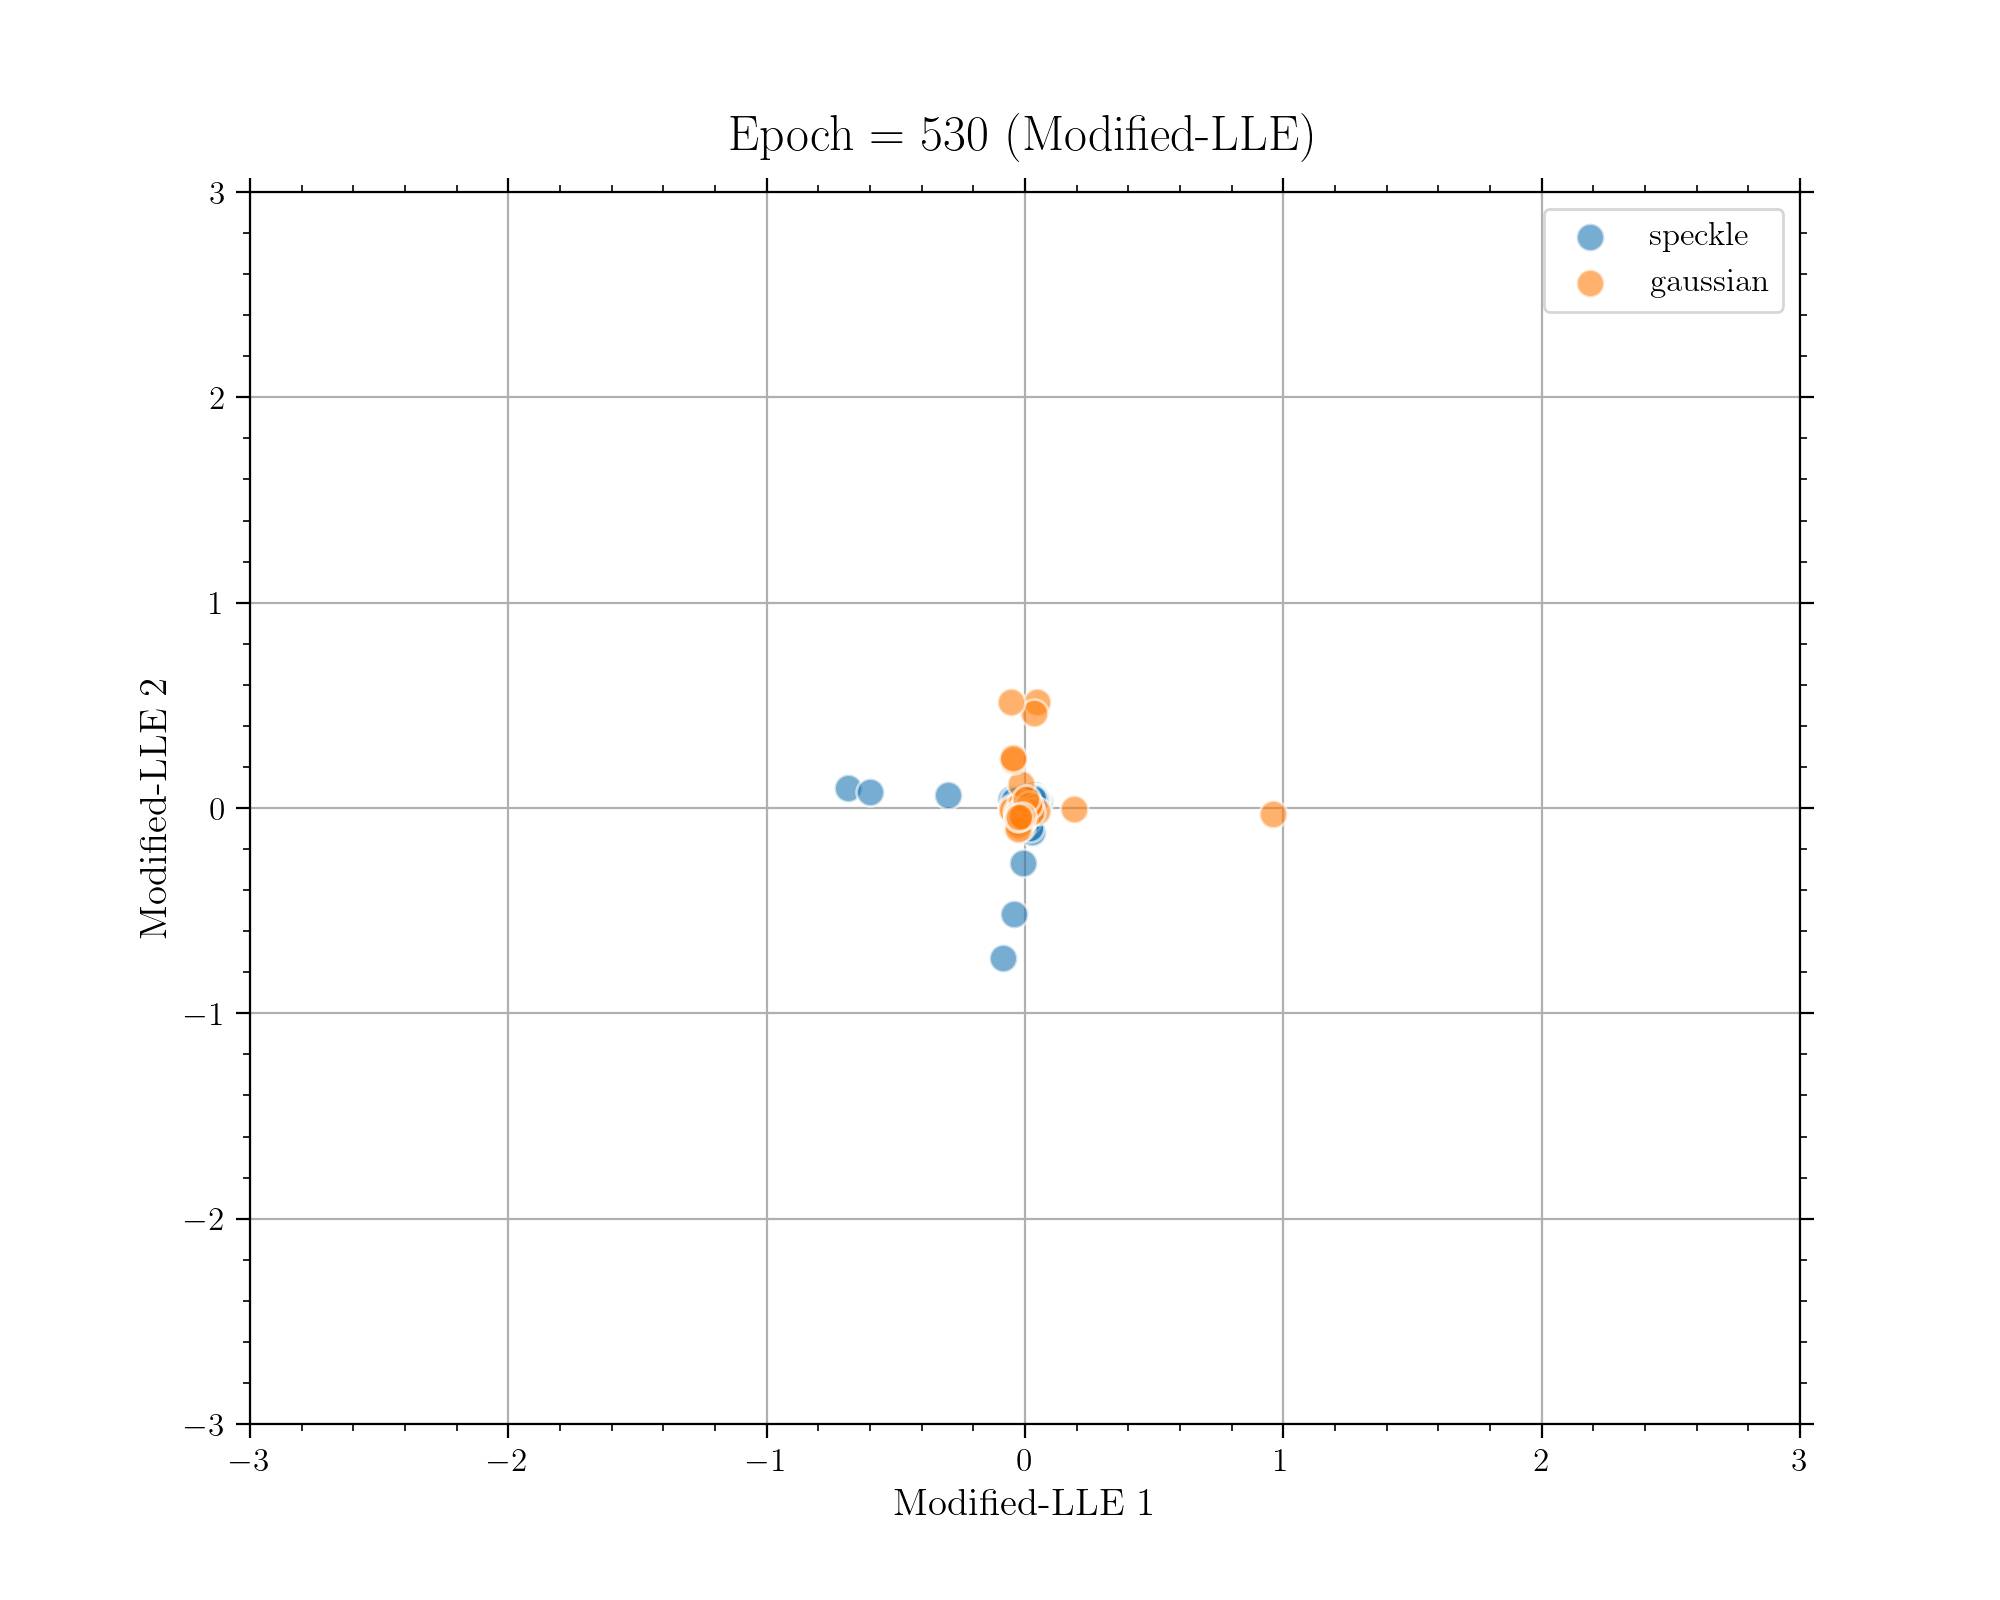 Epoch = 530 (Modified-LLE)
speckle
gaussian
3
2
1
0
−1
−2
−3
Modified-LLE 2
−3 −2 −1 0 1 2 3
Modified-LLE 1